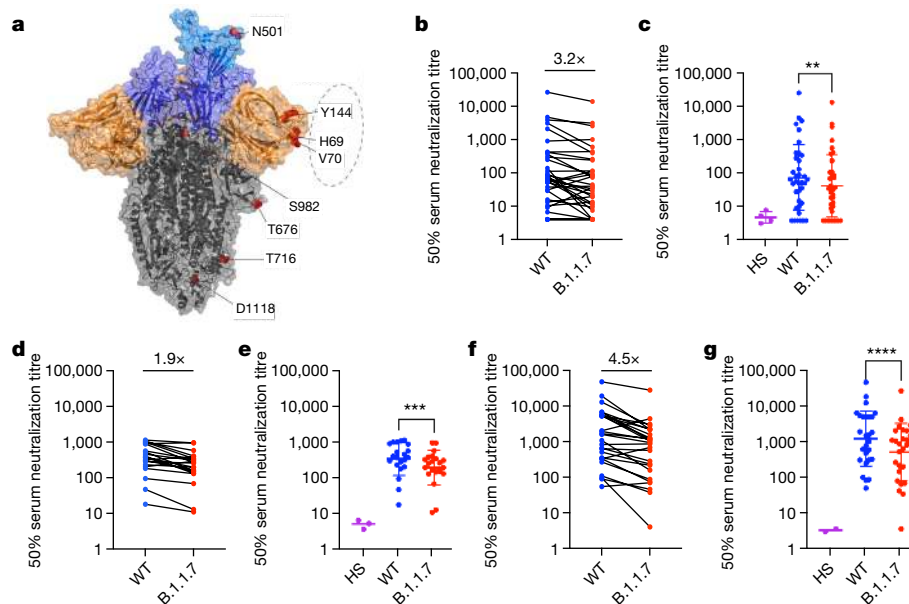 a
N501
Y144
H69
V70
S982
T676
T716
D1118
b
3.2×
50% serum neutralization titre
100,000
10,000
1,000
100
10
1
WT
B.1.1.7
c
**
50% serum neutralization titre
100,000
10,000
1,000
100
10
1
HS
WT
B.1.1.7
d
1.9×
50% serum neutralization titre
100,000
10,000
1,000
100
10
1
WT
B.1.1.7
e
***
50% serum neutralization titre
100,000
10,000
1,000
100
10
1
HS
WT
B.1.1.7
f
4.5×
50% serum neutralization titre
100,000
10,000
1,000
100
10
1
WT
B.1.1.7
g
****
50% serum neutralization titre
100,000
10,000
1,000
100
10
1
HS
WT
B.1.1.7